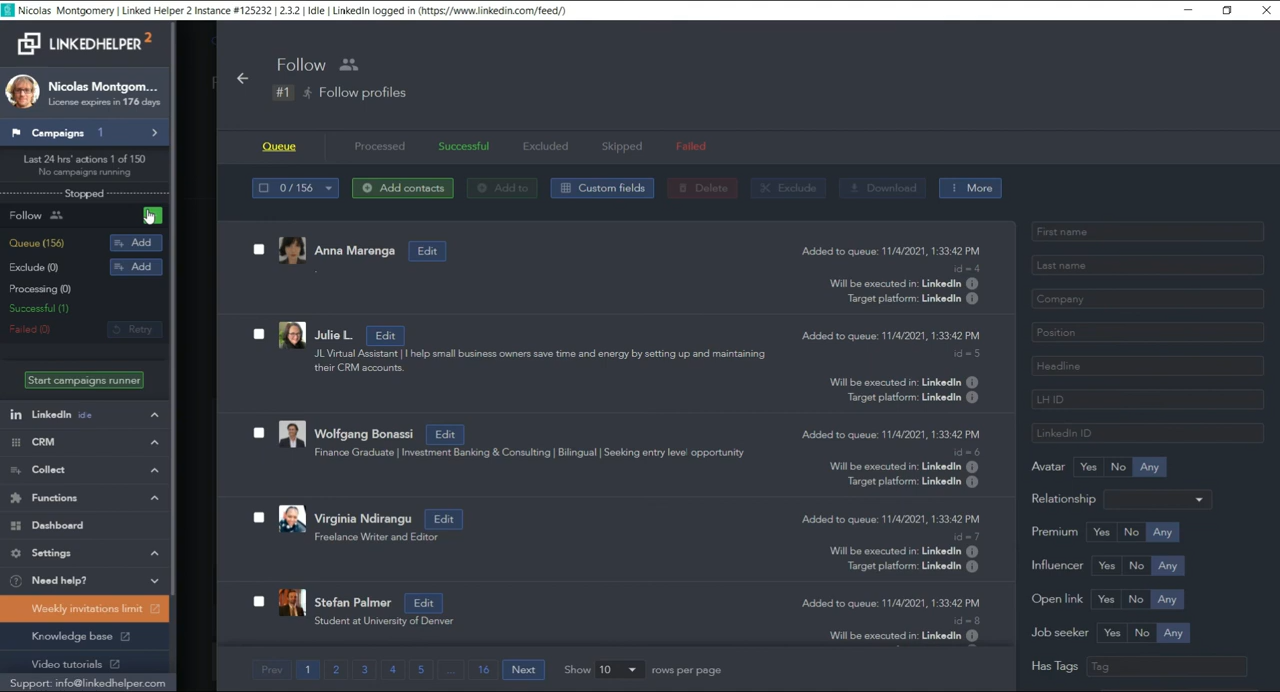 Nicolas Montgomery | Linked Helper 2 Instance #125232 | 2.3.2 | Idle | LinkedIn logged in (https://www.linkedin.com/feed/)
LINKEDHELPER 2
Nicolas Montgom...
License expires in 176 days
Campaigns 1
Last 24 hrs' actions 1 of 150
No campaigns running
Stopped
Follow
Queue (156) Add
Exclude (0) Add
Processing (0)
Successful (1)
Failed (0) Retry
Start campaigns runner
in LinkedIn idle
CRM
Collect
Functions
Dashboard
Settings
Need help?
Weekly invitations limit
Knowledge base
Video tutorials
Support: info@linkedhelper.com
Follow
#1 Follow profiles
Queue Processed Successful Excluded Skipped Failed
0 / 156 Add contacts Add to Custom fields Delete Exclude Download More
Anna Marenga Edit Added to queue: 11/4/2021, 1:33:42 PM
. id = 4
Will be executed in: LinkedIn
Target platform: LinkedIn
Julie L. Edit Added to queue: 11/4/2021, 1:33:42 PM
JL Virtual Assistant | I help small business owners save time and energy by setting up and maintaining id = 5
their CRM accounts.
Will be executed in: LinkedIn
Target platform: LinkedIn
Wolfgang Bonassi Edit Added to queue: 11/4/2021, 1:33:42 PM
Finance Graduate | Investment Banking & Consulting | Bilingual | Seeking entry level opportunity id = 6
Will be executed in: LinkedIn
Target platform: LinkedIn
Virginia Ndirangu Edit Added to queue: 11/4/2021, 1:33:42 PM
Freelance Writer and Editor id = 7
Will be executed in: LinkedIn
Target platform: LinkedIn
Stefan Palmer Edit Added to queue: 11/4/2021, 1:33:42 PM
Student at University of Denver id = 8
Will be executed in: LinkedIn
Prev 1 2 3 4 5 ... 16 Next Show 10 rows per page
First name
Last name
Company
Position
Headline
LH ID
LinkedIn ID
Avatar Yes No Any
Relationship
Premium Yes No Any
Influencer Yes No Any
Open link Yes No Any
Job seeker Yes No Any
Has Tags Tag